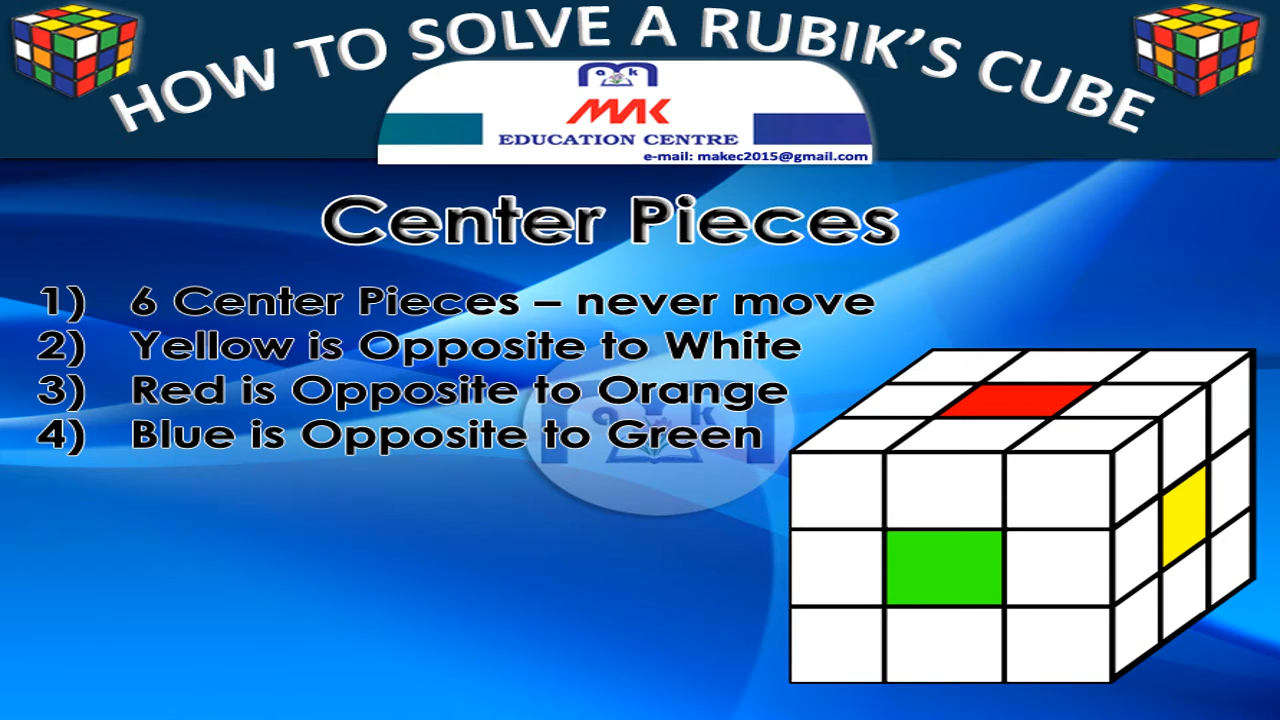 HOW TO SOLVE A RUBIK'S CUBE
m a k
MAK
EDUCATION CENTRE
e-mail: makec2015@gmail.com
Center Pieces
1) 6 Center Pieces – never move
2) Yellow is Opposite to White
3) Red is Opposite to Orange
4) Blue is Opposite to Green